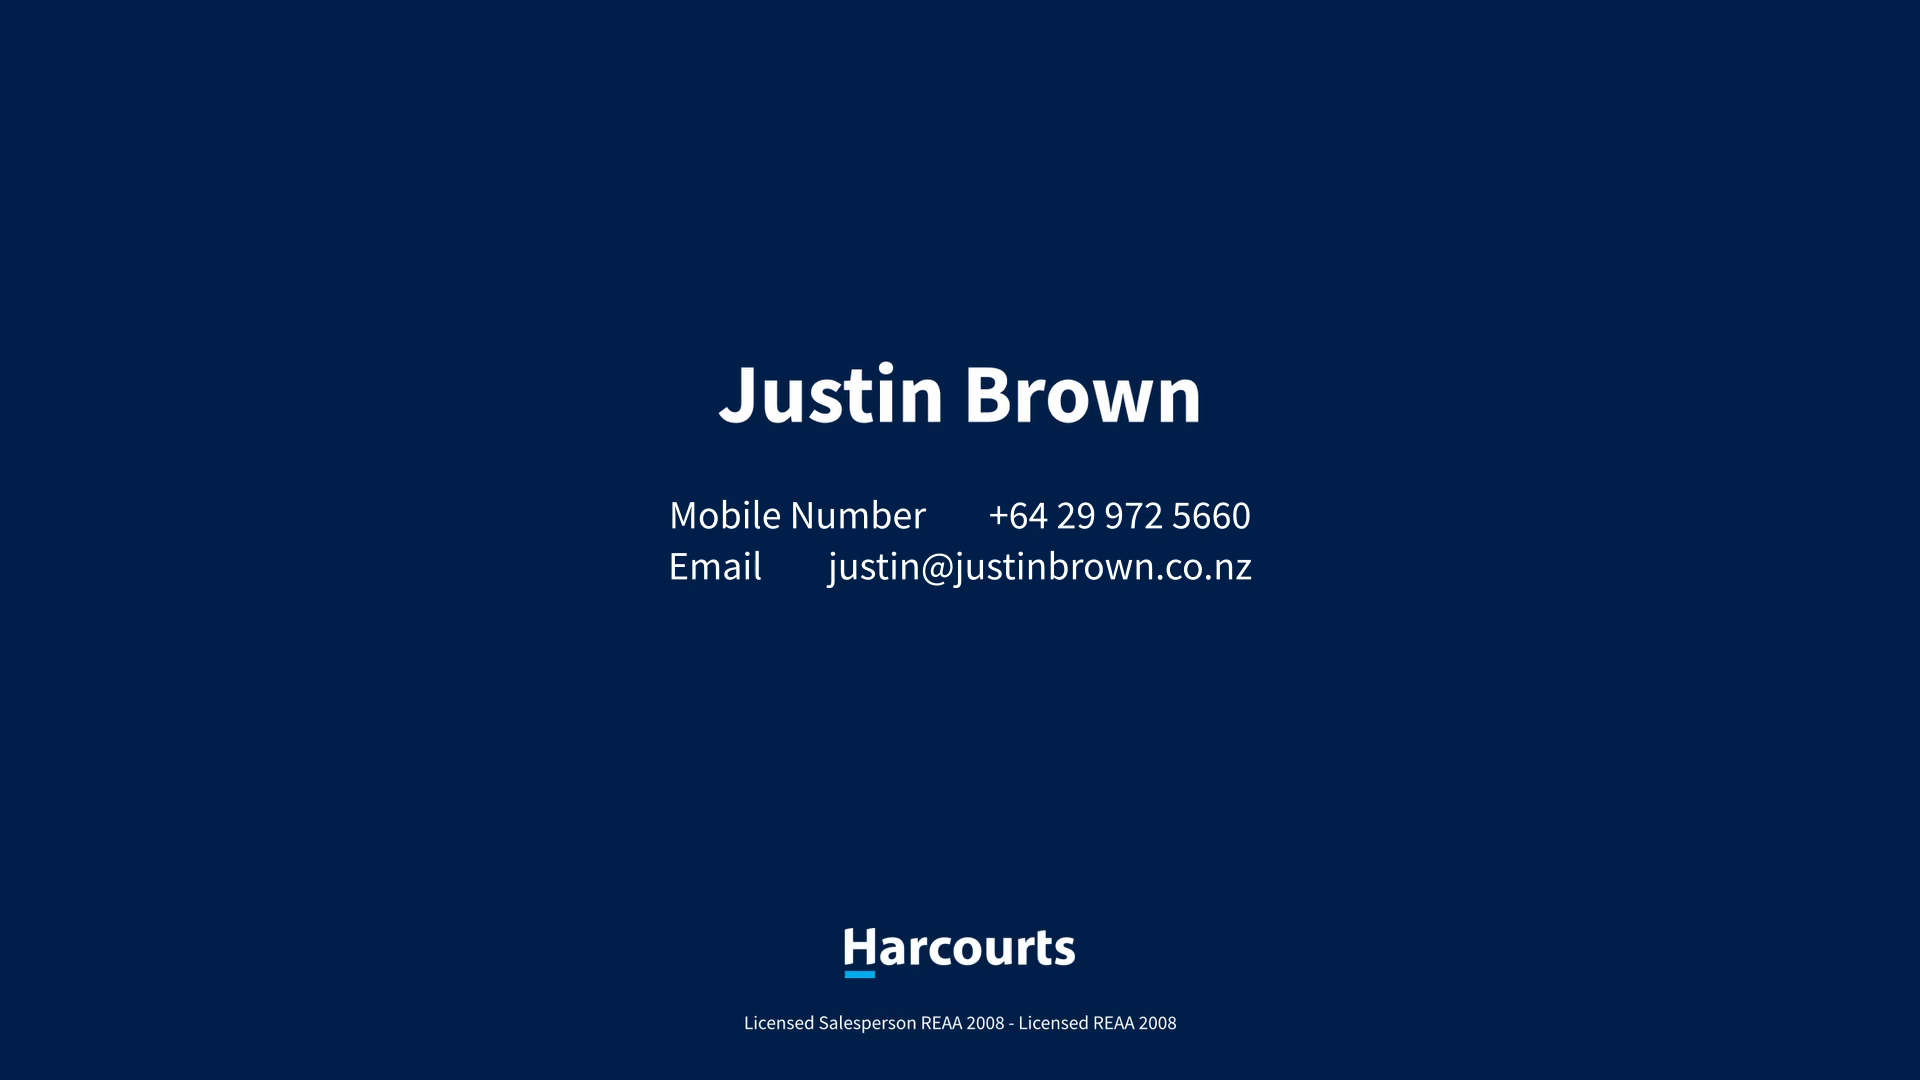 Justin Brown
Mobile Number +64 29 972 5660
Email justin@justinbrown.co.nz
Harcourts
Licensed Salesperson REAA 2008 - Licensed REAA 2008